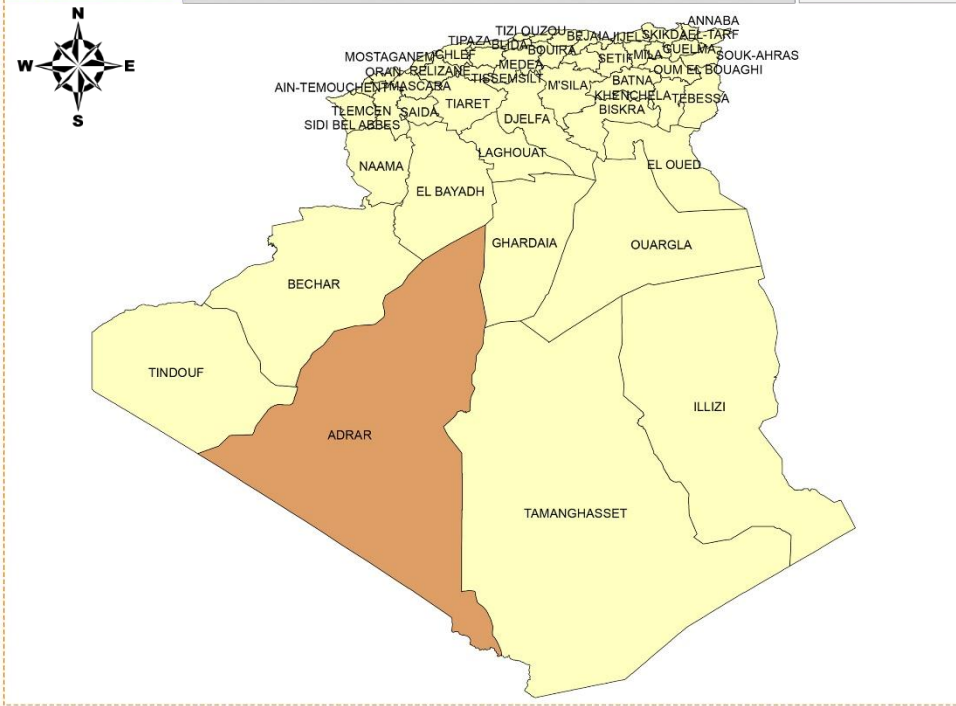 N
W E
S
ANNABA
TIZI OUZOU
SKIKDA EL-TARF
TIPAZA
BLIDA
BEJAIA JIJEL
MOSTAGANEM CHLEF
BOUIRA
SETIF MILA GUELMA
SOUK-AHRAS
ORAN RELIZANE
MEDEA
OUM EL BOUAGHI
TISSEMSILT
BATNA
AIN-TEMOUCHENT
MASCARA
M'SILA
KHENCHELA
TEBESSA
TLEMCEN
SAIDA
TIARET
BISKRA
SIDI BEL ABBES
DJELFA
LAGHOUAT
NAAMA
EL OUED
EL BAYADH
GHARDAIA
OUARGLA
BECHAR
TINDOUF
ILLIZI
ADRAR
TAMANGHASSET